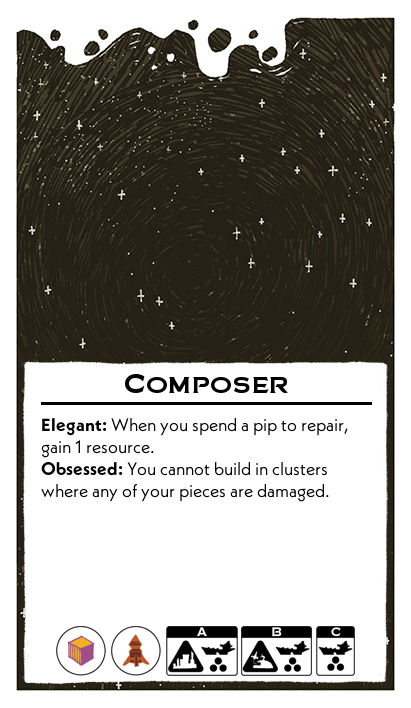 Composer
Elegant: When you spend a pip to repair,
gain 1 resource.
Obsessed: You cannot build in clusters
where any of your pieces are damaged.
A B C